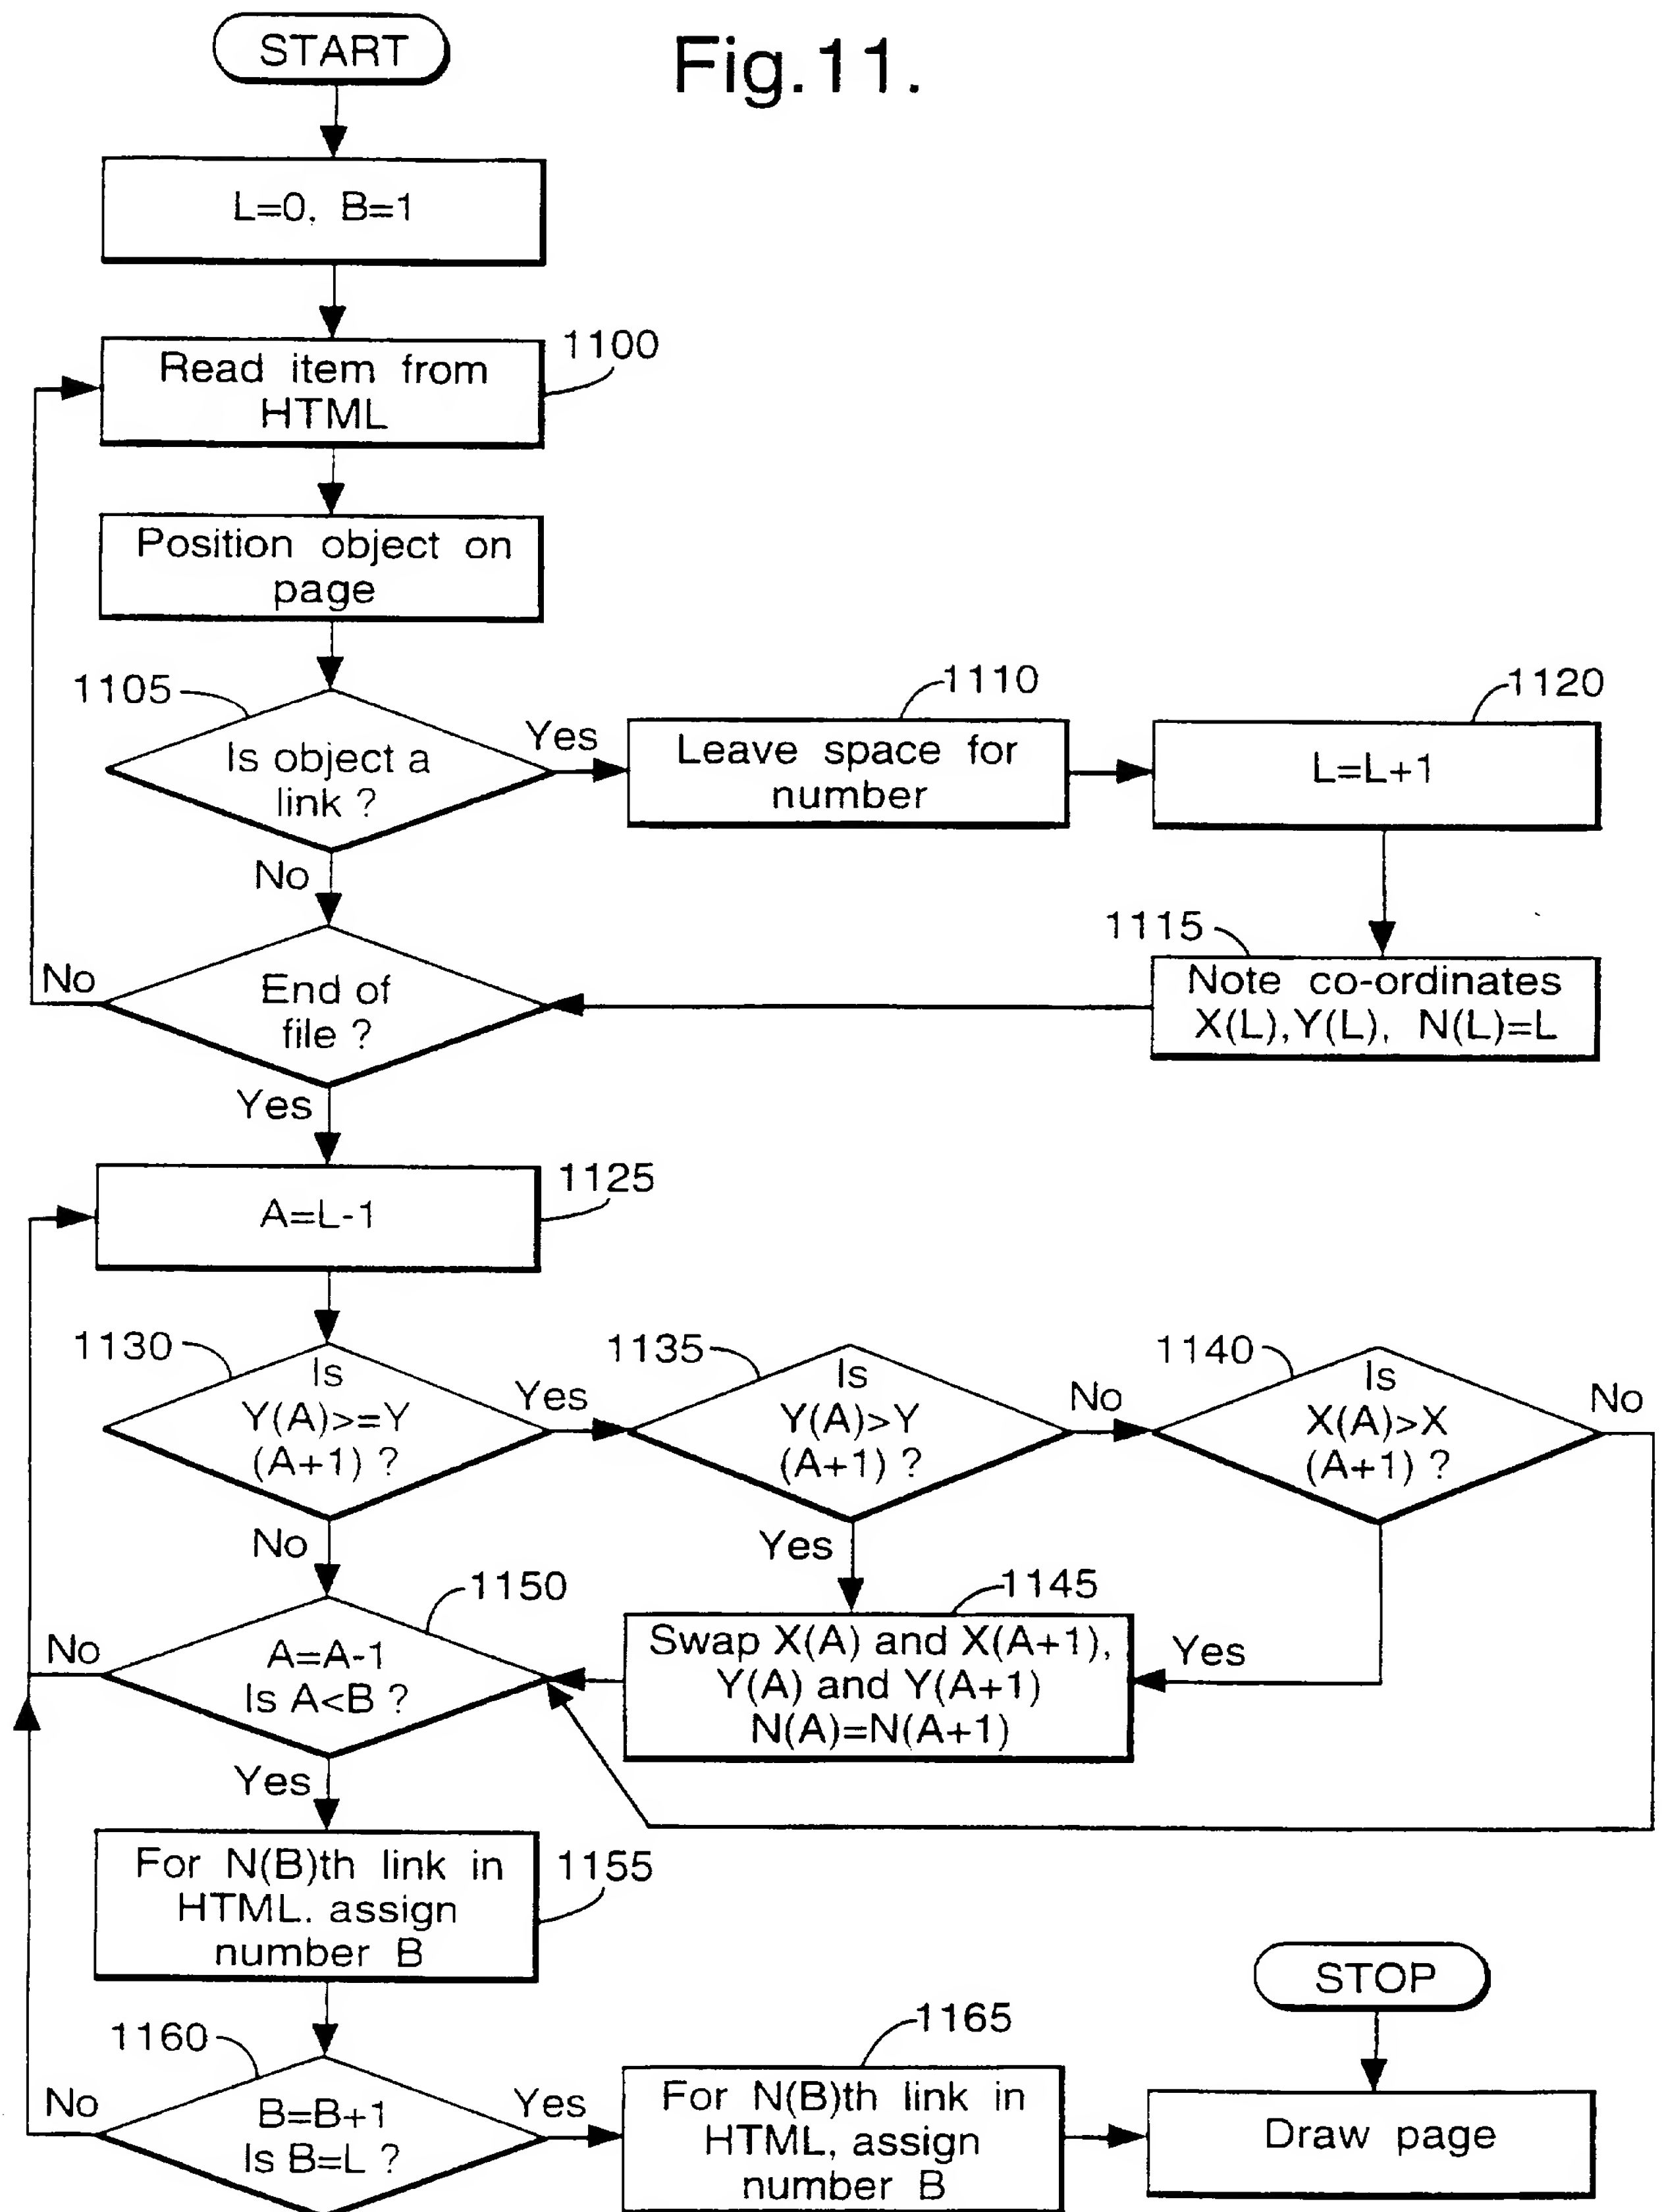 START
Fig.11.
L=0, B=1
1100
Read item from
HTML
Position object on
page
1105
Is object a
link ?
Yes
No
1110
Leave space for
number
1120
L=L+1
1115
Note co-ordinates
X(L),Y(L), N(L)=L
End of
file ?
No
Yes
1125
A=L-1
1130
Is
Y(A)>=Y
(A+1) ?
Yes
No
1135
Is
Y(A)>Y
(A+1) ?
No
Yes
1140
Is
X(A)>X
(A+1) ?
No
Yes
1145
Swap X(A) and X(A+1),
Y(A) and Y(A+1)
N(A)=N(A+1)
1150
A=A-1
Is A<B ?
No
Yes
1155
For N(B)th link in
HTML. assign
number B
1160
B=B+1
Is B=L ?
No
Yes
1165
For N(B)th link in
HTML, assign
number B
STOP
Draw page